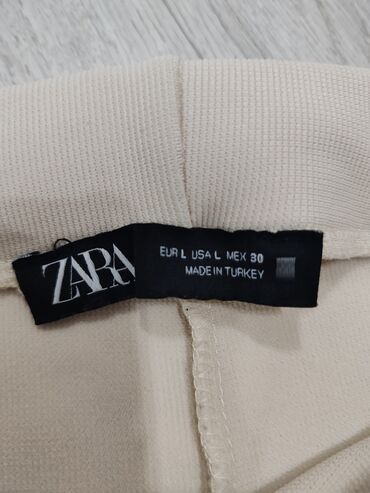 ZARA
EUR L USA L MEX 30
MADE IN TURKEY